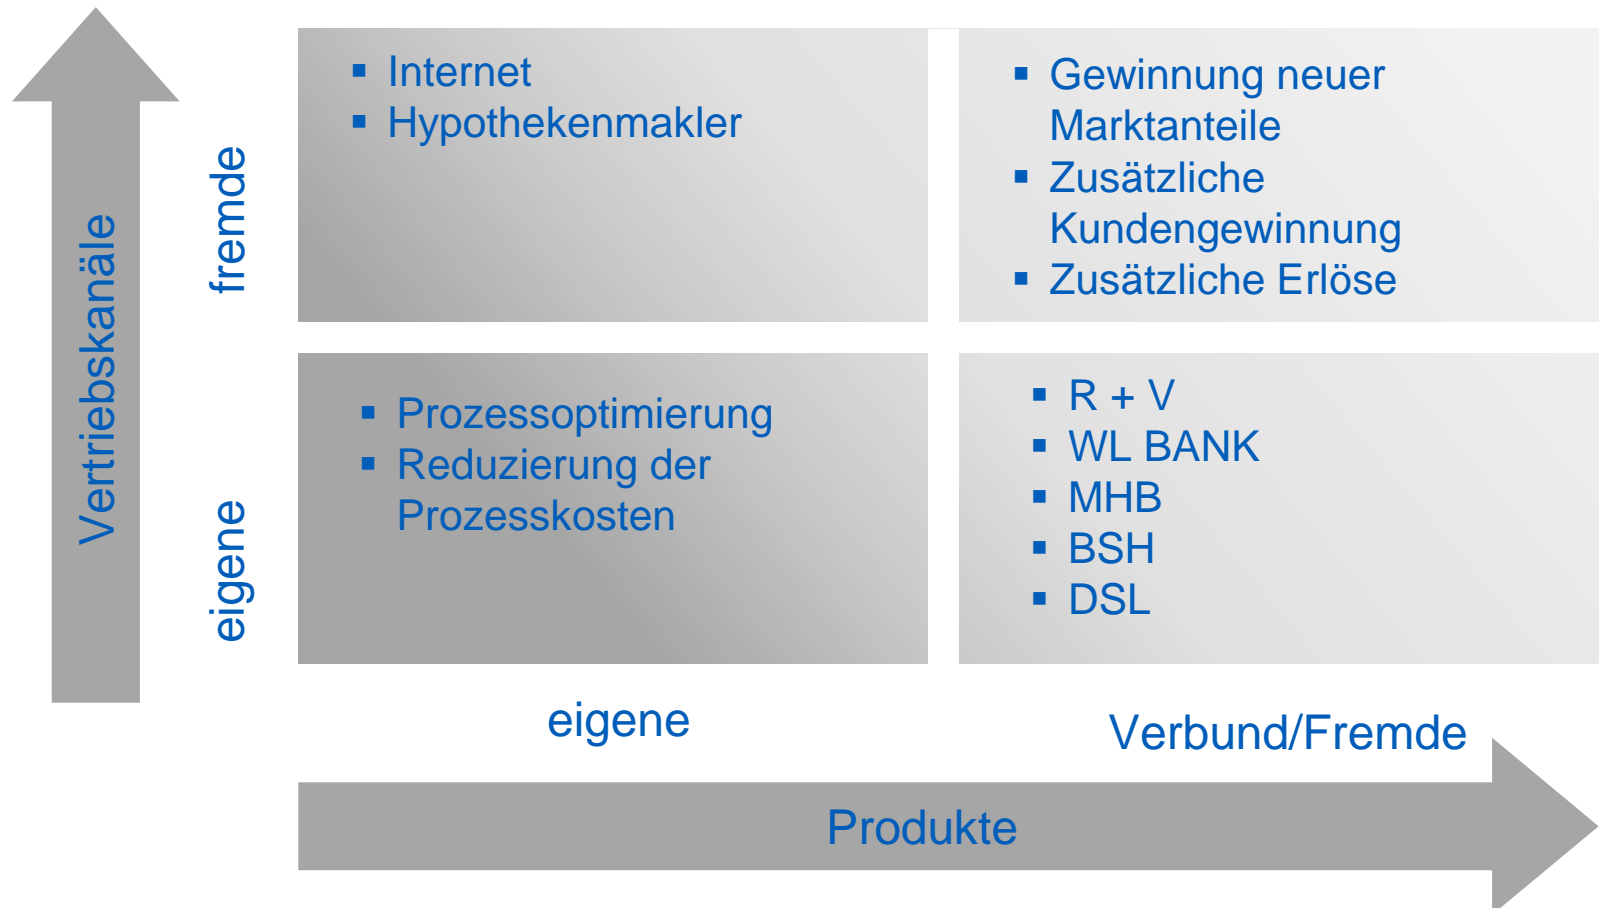 Vertriebskanäle
fremde
Internet
Hypothekenmakler
Gewinnung neuer
Marktanteile
Zusätzliche
Kundengewinnung
Zusätzliche Erlöse
eigene
Prozessoptimierung
Reduzierung der
Prozesskosten
R + V
WL BANK
MHB
BSH
DSL
eigene
Verbund/Fremde
Produkte